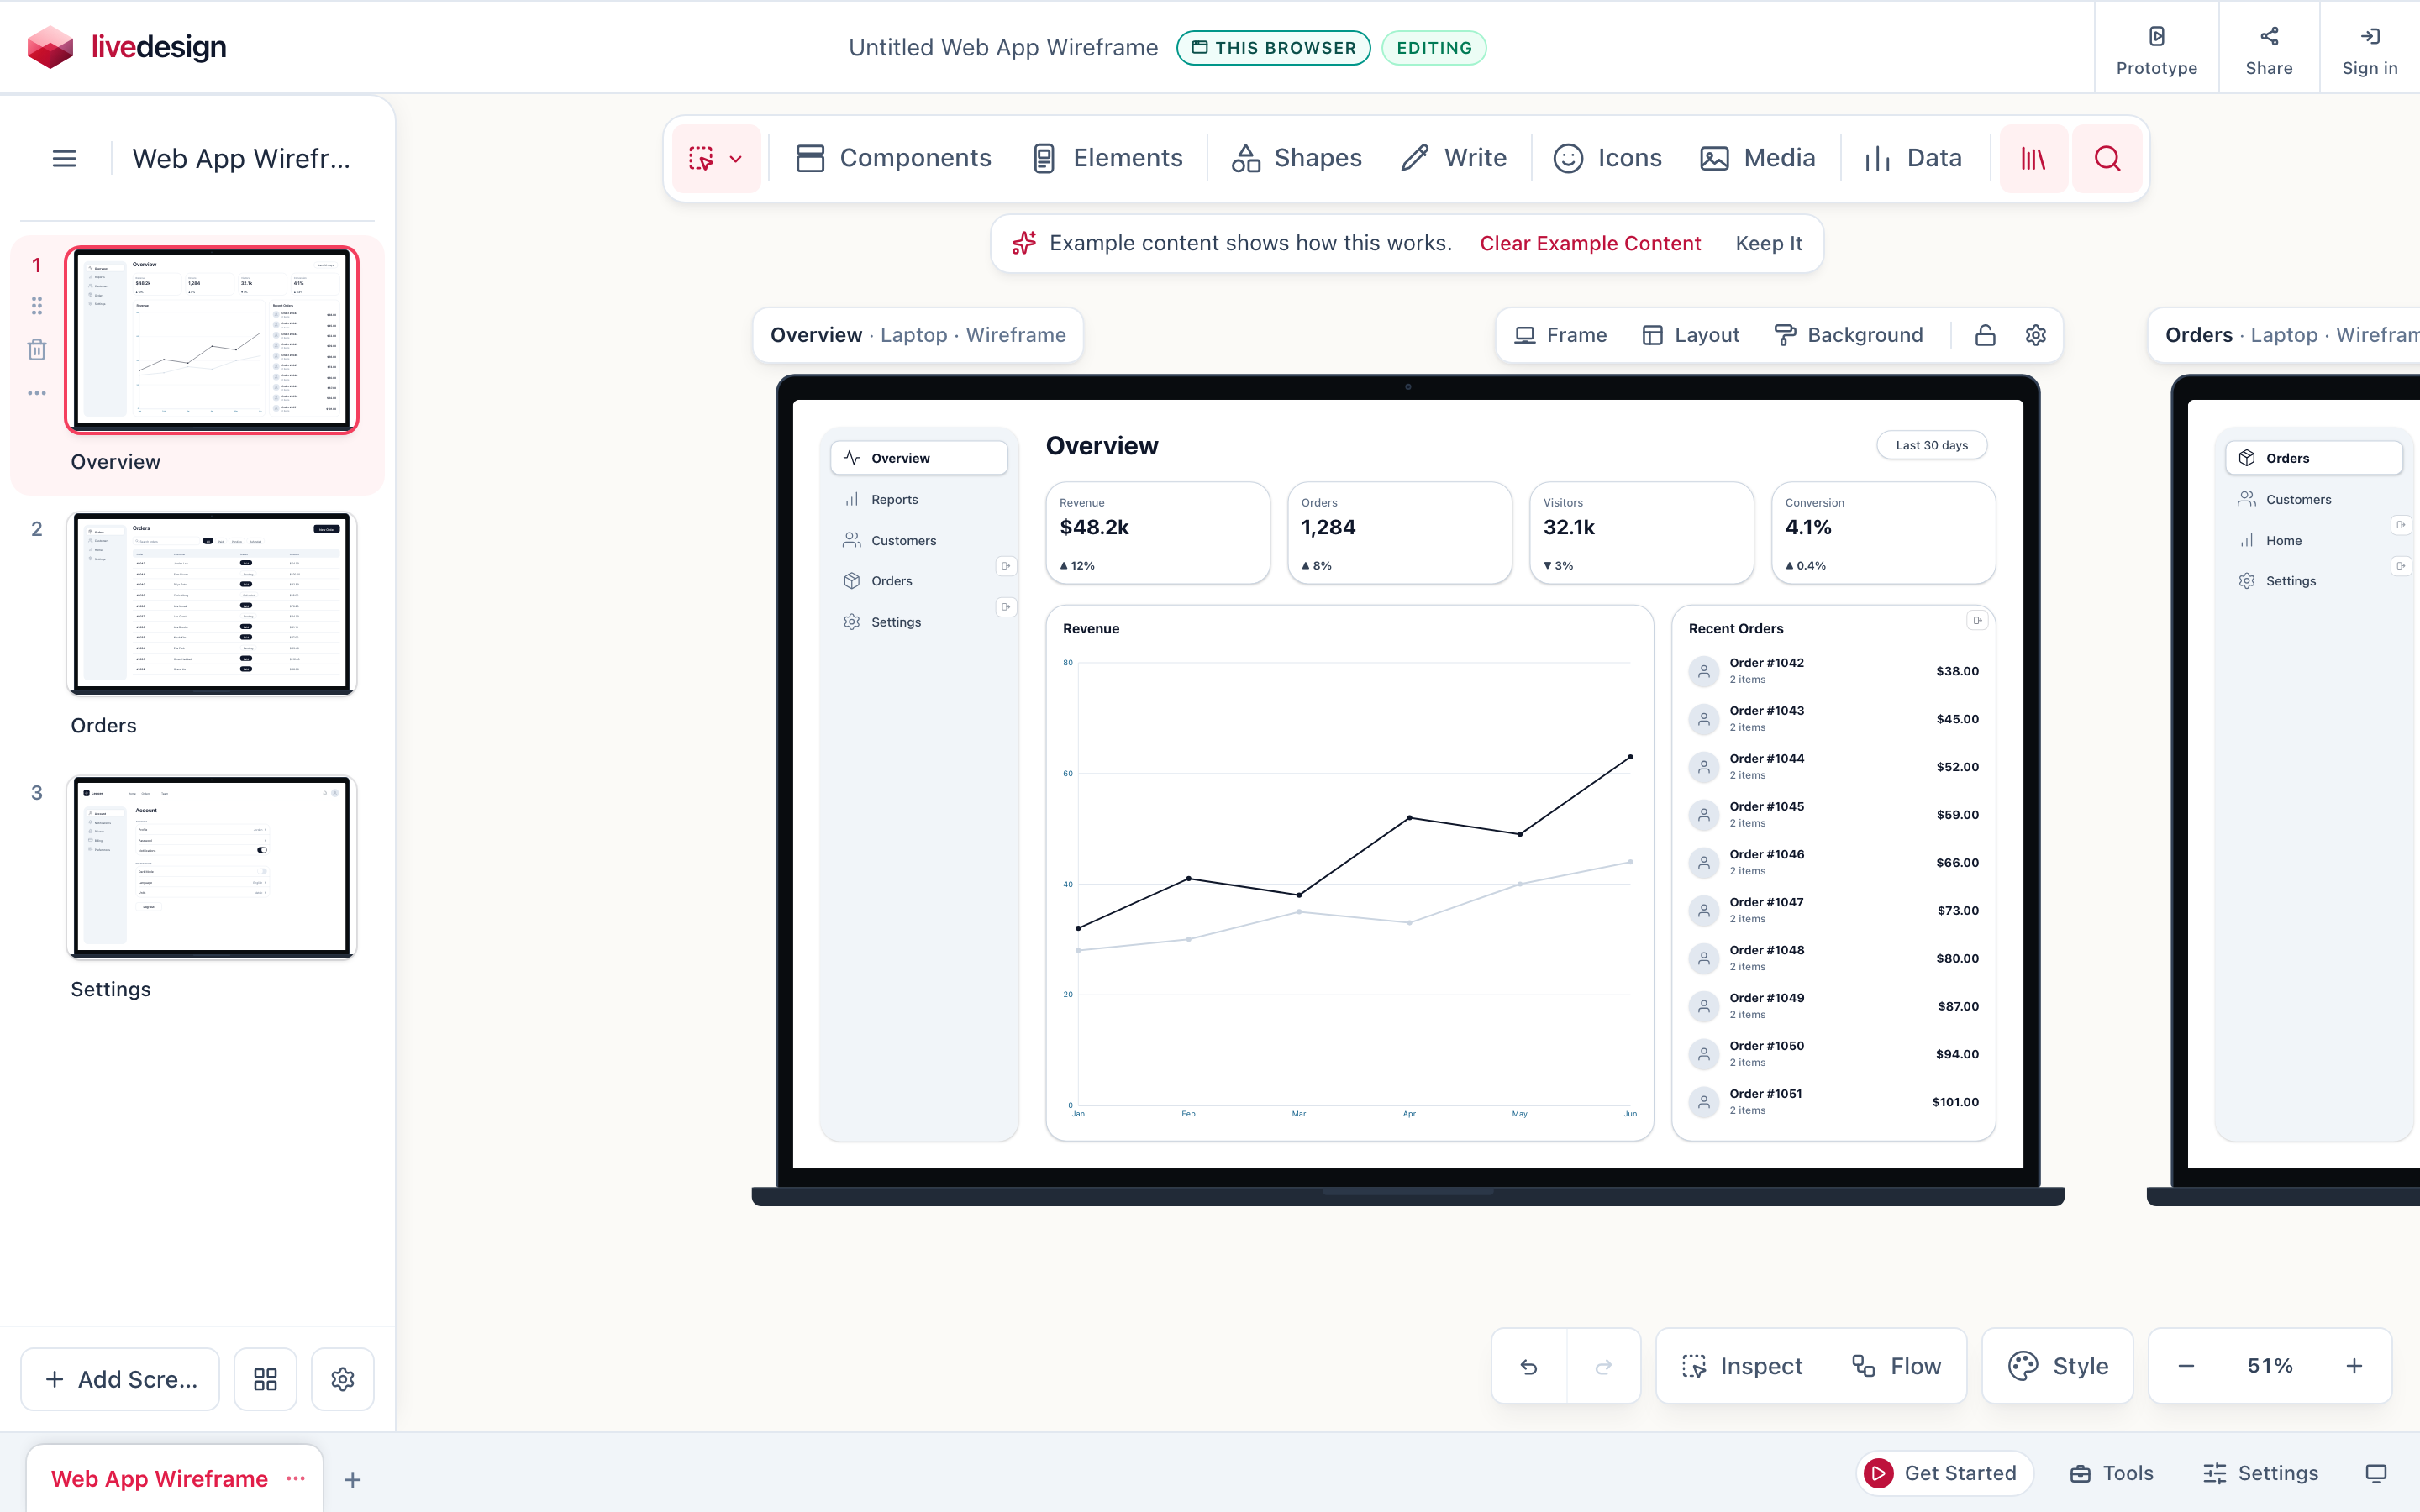 livedesign
Untitled Web App Wireframe
THIS BROWSER
EDITING
Prototype
Share
Sign in
Web App Wirefr...
Components
Elements
Shapes
Write
Icons
Media
Data
Example content shows how this works.
Clear Example Content
Keep It
1
Overview
2
Orders
3
Settings
Overview · Laptop · Wireframe
Frame
Layout
Background
Orders · Laptop · Wirefram
Overview
Reports
Customers
Orders
Settings
Overview
Last 30 days
Revenue
$48.2k
▲ 12%
Orders
1,284
▲ 8%
Visitors
32.1k
▼ 3%
Conversion
4.1%
▲ 0.4%
Revenue
80
60
40
20
0
Jan
Feb
Mar
Apr
May
Jun
Recent Orders
Order #1042
2 items
$38.00
Order #1043
2 items
$45.00
Order #1044
2 items
$52.00
Order #1045
2 items
$59.00
Order #1046
2 items
$66.00
Order #1047
2 items
$73.00
Order #1048
2 items
$80.00
Order #1049
2 items
$87.00
Order #1050
2 items
$94.00
Order #1051
2 items
$101.00
Orders
Customers
Home
Settings
Add Scre...
Inspect
Flow
Style
51%
Web App Wireframe
Get Started
Tools
Settings